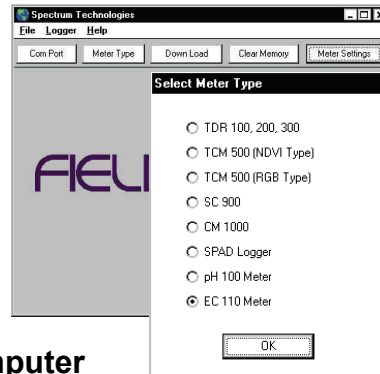 Spectrum Technologies
File Logger Help
Com Port Meter Type Down Load Clear Memory Meter Settings
Select Meter Type
TDR 100, 200, 300
TCM 500 (NDVI Type)
TCM 500 (RGB Type)
SC 900
CM 1000
SPAD Logger
pH 100 Meter
EC 110 Meter
OK